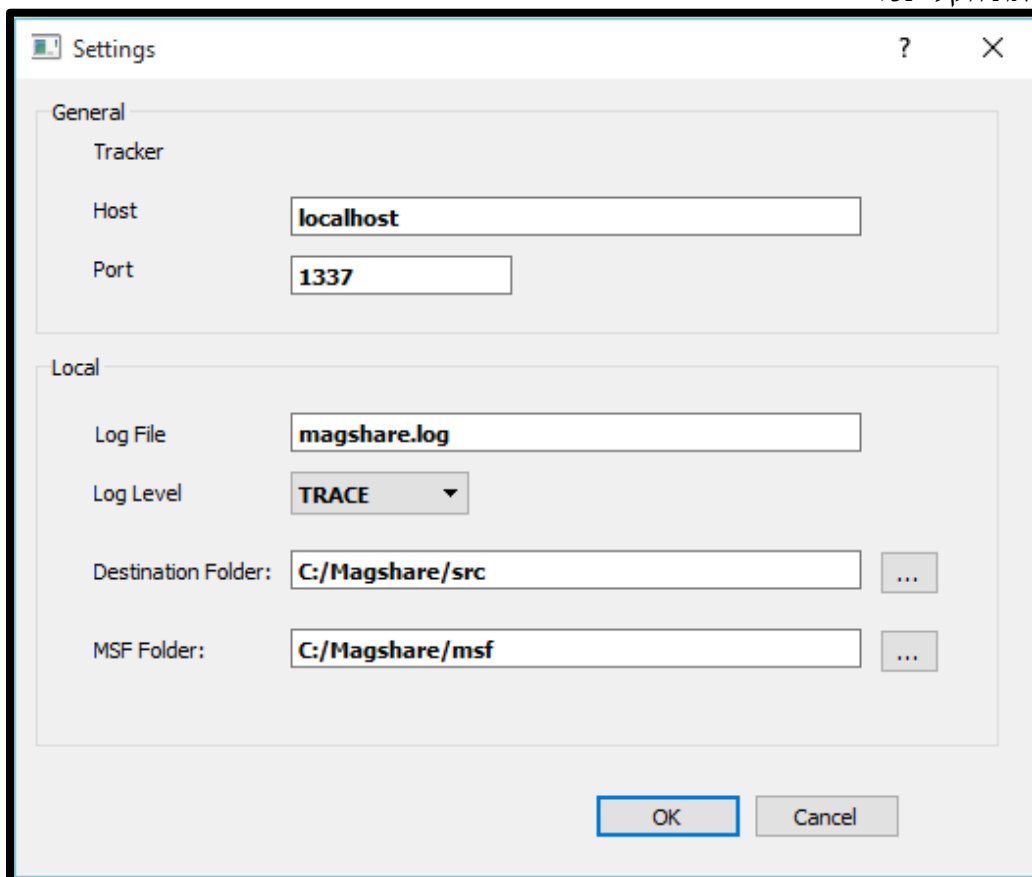 Settings ?
General
Tracker
Host localhost
Port 1337
Local
Log File magshare.log
Log Level TRACE
Destination Folder: C:/Magshare/src ...
MSF Folder: C:/Magshare/msf ...
OK Cancel